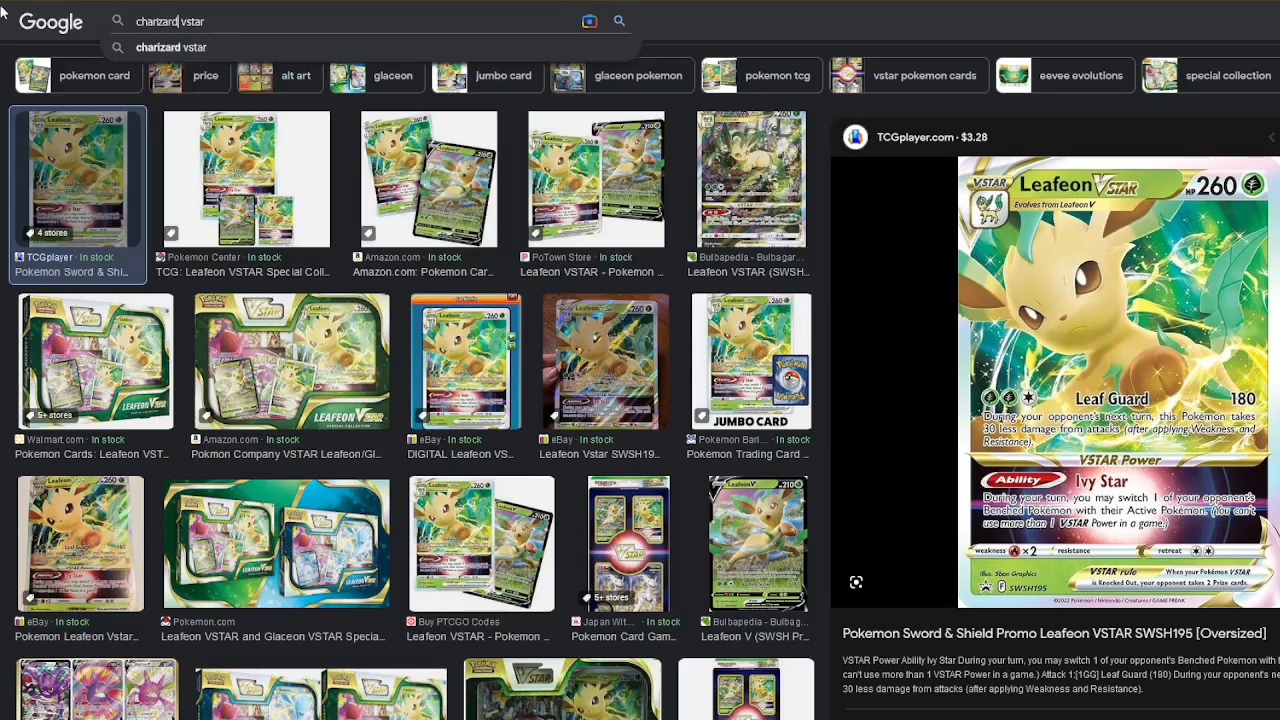 Google
charizard vstar
charizard vstar
pokemon card
price
alt art
glaceon
jumbo card
glaceon pokemon
pokemon tcg
vstar pokemon cards
eevee evolutions
special collection
4 stores
TCGplayer · In stock
Pokemon Sword & Shi...
Pokemon Center · In stock
TCG: Leafeon VSTAR Special Coll...
Amazon.com · In stock
Amazon.com: Pokemon Car...
PoTown Store · In stock
Leafeon VSTAR - Pokemon ...
Bulbapedia - Bulbagar...
Leafeon VSTAR (SWSH...
5+ stores
Walmart.com · In stock
Pokemon Cards: Leafeon VST...
Amazon.com · In stock
Pokmon Company VSTAR Leafeon/Gl...
eBay · In stock
DIGITAL Leafeon VS...
eBay · In stock
Leafeon Vstar SWSH19...
JUMBO CARD
Pokemon Bari... · In stock
Pokemon Trading Card ...
eBay · In stock
Pokemon Leafeon Vstar...
Pokemon.com
Leafeon VSTAR and Glaceon VSTAR Specia...
Buy PTCGO Codes
Leafeon VSTAR - Pokemon ...
5+ stores
Japan Wit... · In stock
Pokemon Card Gam...
Bulbapedia - Bulbag...
Leafeon V (SWSH Pr...
TCGplayer.com · $3.28
VSTAR Leafeon VSTAR HP 260
Evolves from Leafeon V
Leaf Guard 180
During your opponent's next turn, this Pokémon takes
30 less damage from attacks (after applying Weakness and
Resistance).
VSTAR Power
Ability Ivy Star
During your turn, you may switch 1 of your opponent's
Benched Pokémon with their Active Pokémon. (You can't
use more than 1 VSTAR Power in a game.)
weakness ×2 resistance retreat
Illus. 5ban Graphics
VSTAR rule When your Pokémon VSTAR
is Knocked Out, your opponent takes 2 Prize cards.
SWSH195
©2022 Pokémon / Nintendo / Creatures / GAME FREAK
Pokemon Sword & Shield Promo Leafeon VSTAR SWSH195 [Oversized]
VSTAR Power Ability Ivy Star During your turn, you may switch 1 of your opponent's Benched Pokemon with t
can't use more than 1 VSTAR Power in a game.) Attack 1:[1GG] Leaf Guard (180) During your opponent's ne
30 less damage from attacks (after applying Weakness and Resistance).